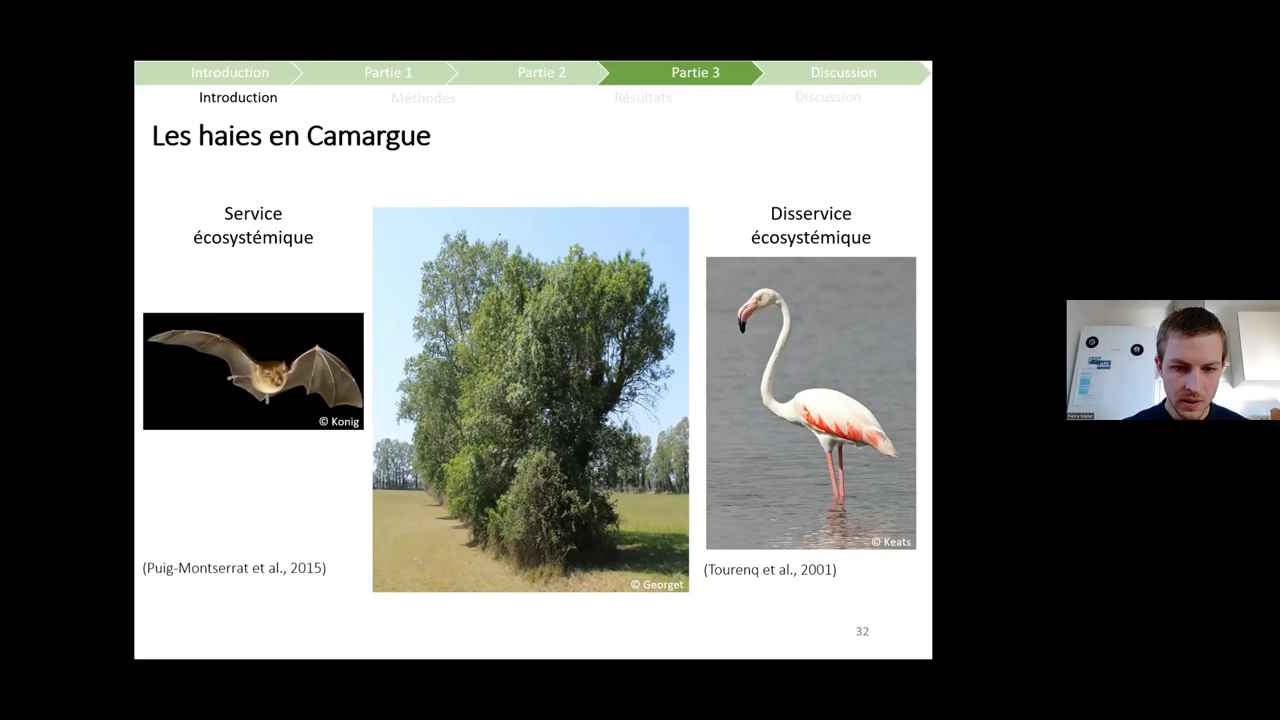 Introduction
Partie 1
Partie 2
Partie 3
Discussion
Introduction
Méthodes
Résultats
Discussion
Les haies en Camargue
Service
écosystémique
© Konig
(Puig-Montserrat et al., 2015)
© Georget
Disservice
écosystémique
© Keats
(Tourenq et al., 2001)
32